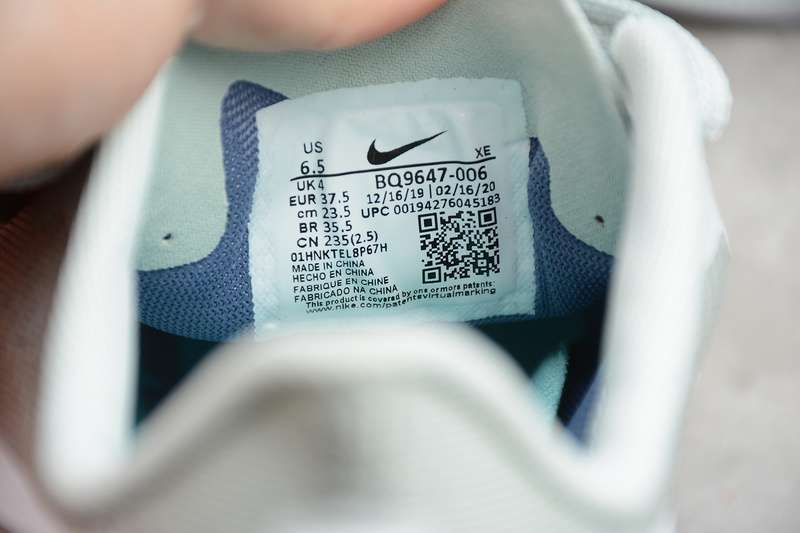 US
6.5
XE
UK 4
BQ9647-006
EUR 37.5
12/16/19 | 02/16/20
cm 23.5
UPC 00194276045183
BR 35.5
CN 235(2.5)
01HNKTEL8P67H
MADE IN CHINA
HECHO EN CHINA
FABRIQUE EN CHINE
FABRICADO NA CHINA
This product is covered by one or more patents:
www.nike.com/patentsvirtualmarking